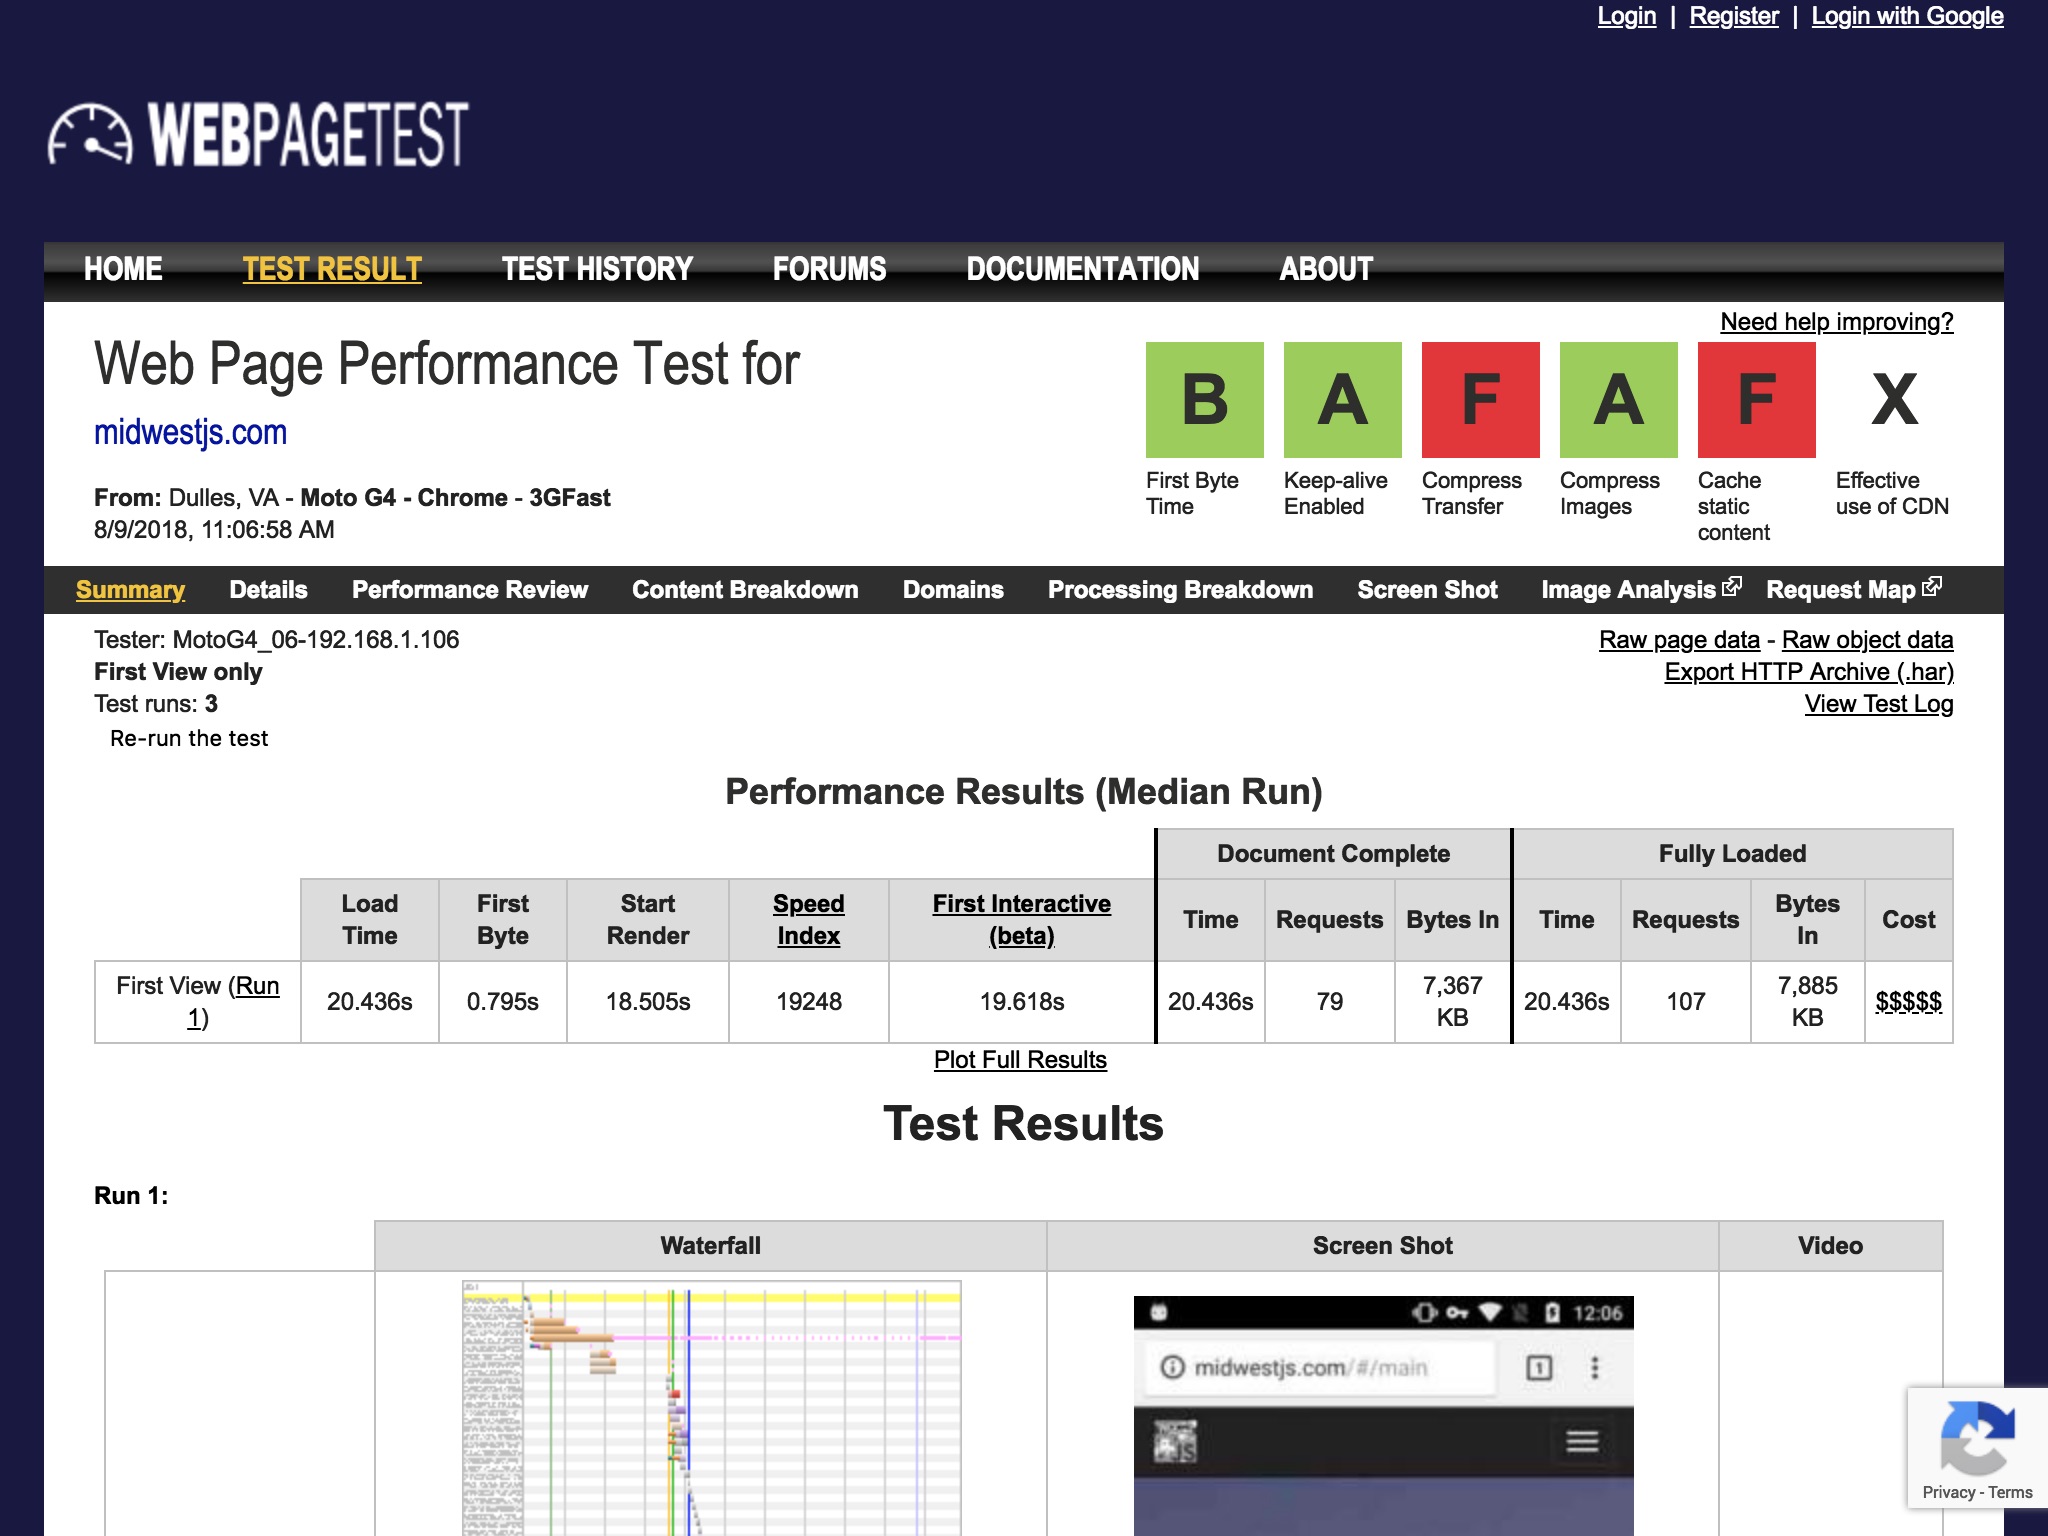 Login | Register | Login with Google
WEBPAGETEST
HOME TEST RESULT TEST HISTORY FORUMS DOCUMENTATION ABOUT
Need help improving?
Web Page Performance Test for
midwestjs.com
From: Dulles, VA - Moto G4 - Chrome - 3GFast
8/9/2018, 11:06:58 AM
B A F A F X
First Byte Time
Keep-alive Enabled
Compress Transfer
Compress Images
Cache static content
Effective use of CDN
Summary Details Performance Review Content Breakdown Domains Processing Breakdown Screen Shot Image Analysis Request Map
Tester: MotoG4_06-192.168.1.106
First View only
Test runs: 3
Re-run the test
Raw page data - Raw object data
Export HTTP Archive (.har)
View Test Log
Performance Results (Median Run)
Document Complete Fully Loaded
Load Time First Byte Start Render Speed Index First Interactive (beta) Time Requests Bytes In Time Requests Bytes In Cost
First View (Run 1) 20.436s 0.795s 18.505s 19248 19.618s 20.436s 79 7,367 KB 20.436s 107 7,885 KB $$$$$
Plot Full Results
Test Results
Run 1:
Waterfall Screen Shot Video
12:06
midwestjs.com/#/main 1
JS
Privacy - Terms